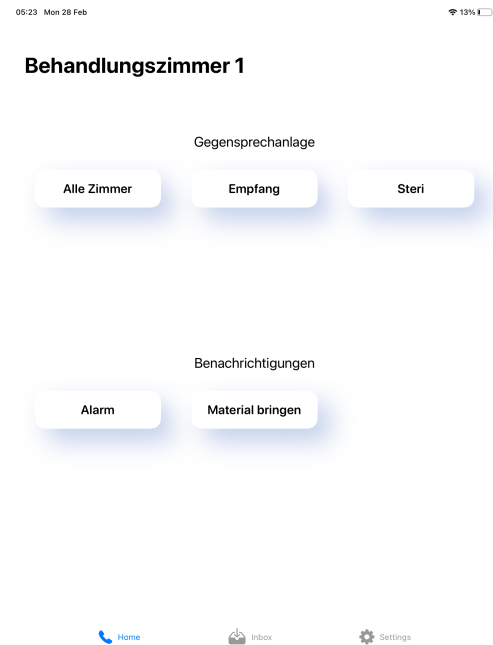 05:23 Mon 28 Feb 13%
Behandlungszimmer 1
Gegensprechanlage
Alle Zimmer Empfang Steri
Benachrichtigungen
Alarm Material bringen
Home Inbox Settings